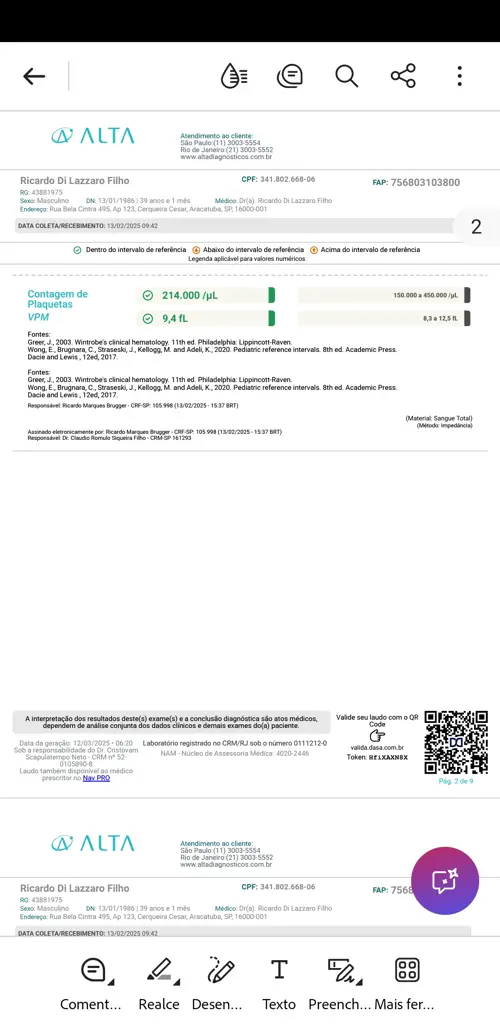 ALTA
Atendimento ao cliente:
São Paulo:(11) 3003-5554
Rio de Janeiro:(21) 3003-5552
www.altadiagnosticos.com.br
Ricardo Di Lazzaro Filho
CPF: 341.802.668-06
FAP: 756803103800
RG: 43881975
Sexo: Masculino DN: 13/01/1986 | 39 anos e 1 mês Médico: Dr(a). Ricardo Di Lazzaro Filho
Endereço: Rua Bela Cintra 495, Ap 123, Cerqueira Cesar, Aracatuba, SP, 16000-001
DATA COLETA/RECEBIMENTO: 13/02/2025 09:42
2
Dentro do intervalo de referência Abaixo do intervalo de referência Acima do intervalo de referência
Legenda aplicável para valores numéricos
Contagem de Plaquetas 214.000 /µL 150.000 a 450.000 /µL
VPM 9,4 fL 8,3 a 12,5 fL
Fontes:
Greer, J., 2003. Wintrobe's clinical hematology. 11th ed. Philadelphia: Lippincott-Raven.
Wong, E., Brugnara, C., Straseski, J., Kellogg, M. and Adeli, K., 2020. Pediatric reference intervals. 8th ed. Academic Press.
Dacie and Lewis , 12ed, 2017.
Fontes:
Greer, J., 2003. Wintrobe's clinical hematology. 11th ed. Philadelphia: Lippincott-Raven.
Wong, E., Brugnara, C., Straseski, J., Kellogg, M. and Adeli, K., 2020. Pediatric reference intervals. 8th ed. Academic Press.
Dacie and Lewis , 12ed, 2017.
Responsável: Ricardo Marques Brugger - CRF-SP: 105.998 (13/02/2025 - 15:37 BRT)
(Material: Sangue Total)
(Método: Impedância)
Assinado eletronicamente por: Ricardo Marques Brugger - CRF-SP: 105.998 (13/02/2025 - 15:37 BRT)
Responsável: Dr. Claudio Romulo Siqueira Filho - CRM-SP 161293
A interpretação dos resultados deste(s) exame(s) e a conclusão diagnóstica são atos médicos,
dependem de análise conjunta dos dados clínicos e demais exames do(a) paciente.
Data da geração: 12/03/2025 • 06:20
Sob a responsabilidade do Dr. Cristovam
Scapulatempo Neto - CRM nº 52-
0105890-8
Laudo também disponível ao médico
prescritor no Nav.PRO
Laboratório registrado no CRM/RJ sob o número 0111212-0
NAM - Núcleo de Assessoria Médica: 4020-2446
Valide seu laudo com o QR
Code
valida.dasa.com.br
Token: HfiXAXN8X
Pág. 2 de 9
ALTA
Atendimento ao cliente:
São Paulo:(11) 3003-5554
Rio de Janeiro:(21) 3003-5552
www.altadiagnosticos.com.br
Ricardo Di Lazzaro Filho
CPF: 341.802.668-06
FAP: 7568
RG: 43881975
Sexo: Masculino DN: 13/01/1986 | 39 anos e 1 mês Médico: Dr(a). Ricardo Di Lazzaro Filho
Endereço: Rua Bela Cintra 495, Ap 123, Cerqueira Cesar, Aracatuba, SP, 16000-001
DATA COLETA/RECEBIMENTO: 13/02/2025 09:42
Coment... Realce Desen... Texto Preench... Mais fer...